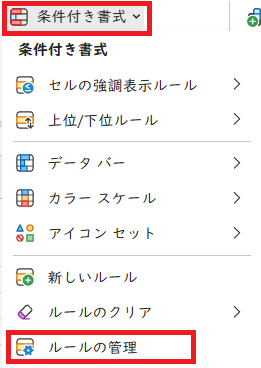 条件付き書式
条件付き書式
セルの強調表示ルール
上位/下位ルール
データ バー
カラー スケール
アイコン セット
新しいルール
ルールのクリア
ルールの管理